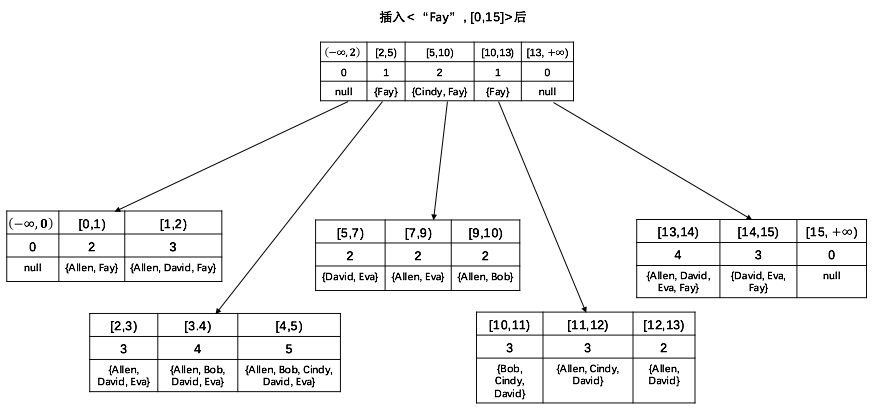 插入<“Fay”, [0,15]>后
(−∞, 2) [2,5) [5,10) [10,13) [13, +∞)
0 1 2 1 0
null {Fay} {Cindy, Fay} {Fay} null
(−∞, 0) [0,1) [1,2)
0 2 3
null {Allen, Fay} {Allen, David, Fay}
[5,7) [7,9) [9,10)
2 2 2
{David, Eva} {Allen, Eva} {Allen, Bob}
[13,14) [14,15) [15, +∞)
4 3 0
{Allen, David, {David, Eva, null
Eva, Fay} Fay}
[2,3) [3.4) [4,5)
3 4 5
{Allen, {Allen, Bob, {Allen, Bob, Cindy,
David, Eva} David, Eva} David, Eva}
[10,11) [11,12) [12,13)
3 3 2
{Bob, {Allen, Cindy, {Allen,
Cindy, David} David}
David}